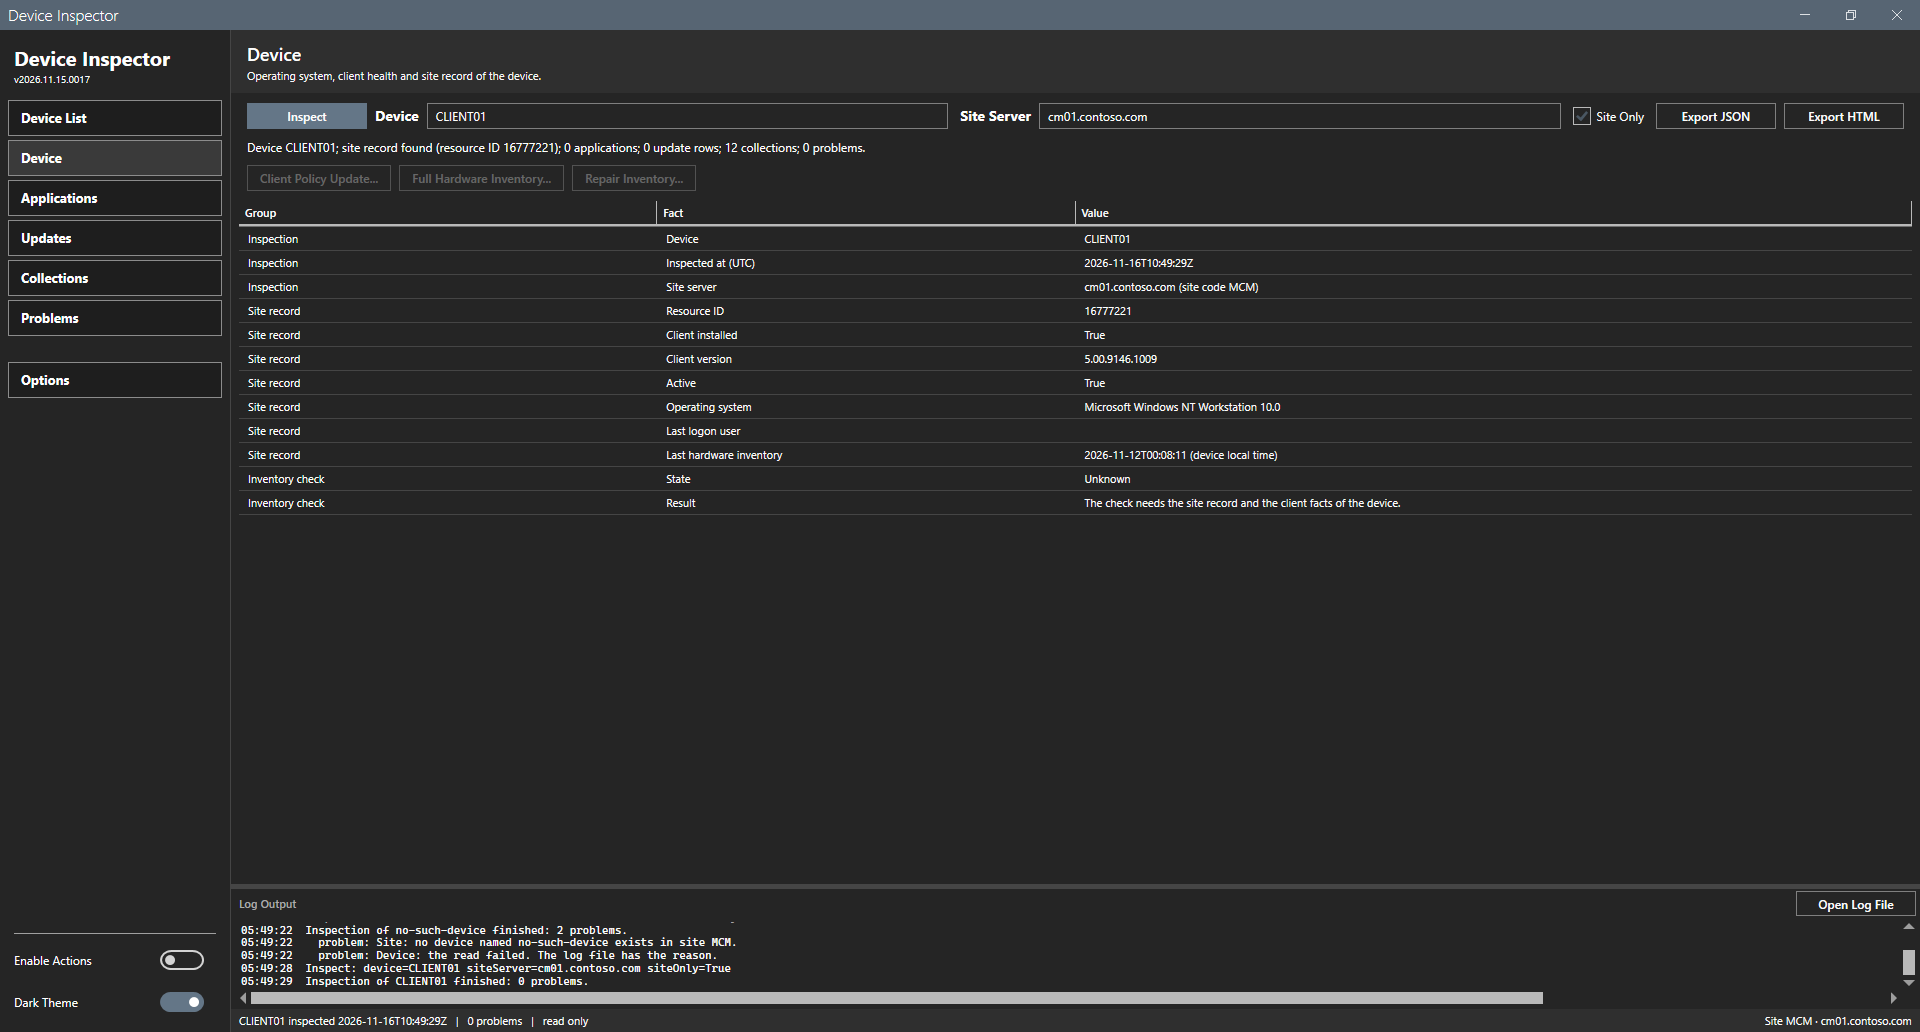 Device Inspector
Device Inspector
v2026.11.15.0017
Device List
Device
Applications
Updates
Collections
Problems
Options
Enable Actions
Dark Theme
Device
Operating system, client health and site record of the device.
Inspect Device CLIENT01 Site Server cm01.contoso.com Site Only Export JSON Export HTML
Device CLIENT01; site record found (resource ID 16777221); 0 applications; 0 update rows; 12 collections; 0 problems.
Client Policy Update... Full Hardware Inventory... Repair Inventory...
Group Fact Value
Inspection Device CLIENT01
Inspection Inspected at (UTC) 2026-11-16T10:49:29Z
Inspection Site server cm01.contoso.com (site code MCM)
Site record Resource ID 16777221
Site record Client installed True
Site record Client version 5.00.9146.1009
Site record Active True
Site record Operating system Microsoft Windows NT Workstation 10.0
Site record Last logon user
Site record Last hardware inventory 2026-11-12T00:08:11 (device local time)
Inventory check State Unknown
Inventory check Result The check needs the site record and the client facts of the device.
Log Output Open Log File
05:49:22 Inspection of no-such-device finished: 2 problems.
05:49:22 problem: Site: no device named no-such-device exists in site MCM.
05:49:22 problem: Device: the read failed. The log file has the reason.
05:49:28 Inspect: device=CLIENT01 siteServer=cm01.contoso.com siteOnly=True
05:49:29 Inspection of CLIENT01 finished: 0 problems.
CLIENT01 inspected 2026-11-16T10:49:29Z | 0 problems | read only Site MCM · cm01.contoso.com